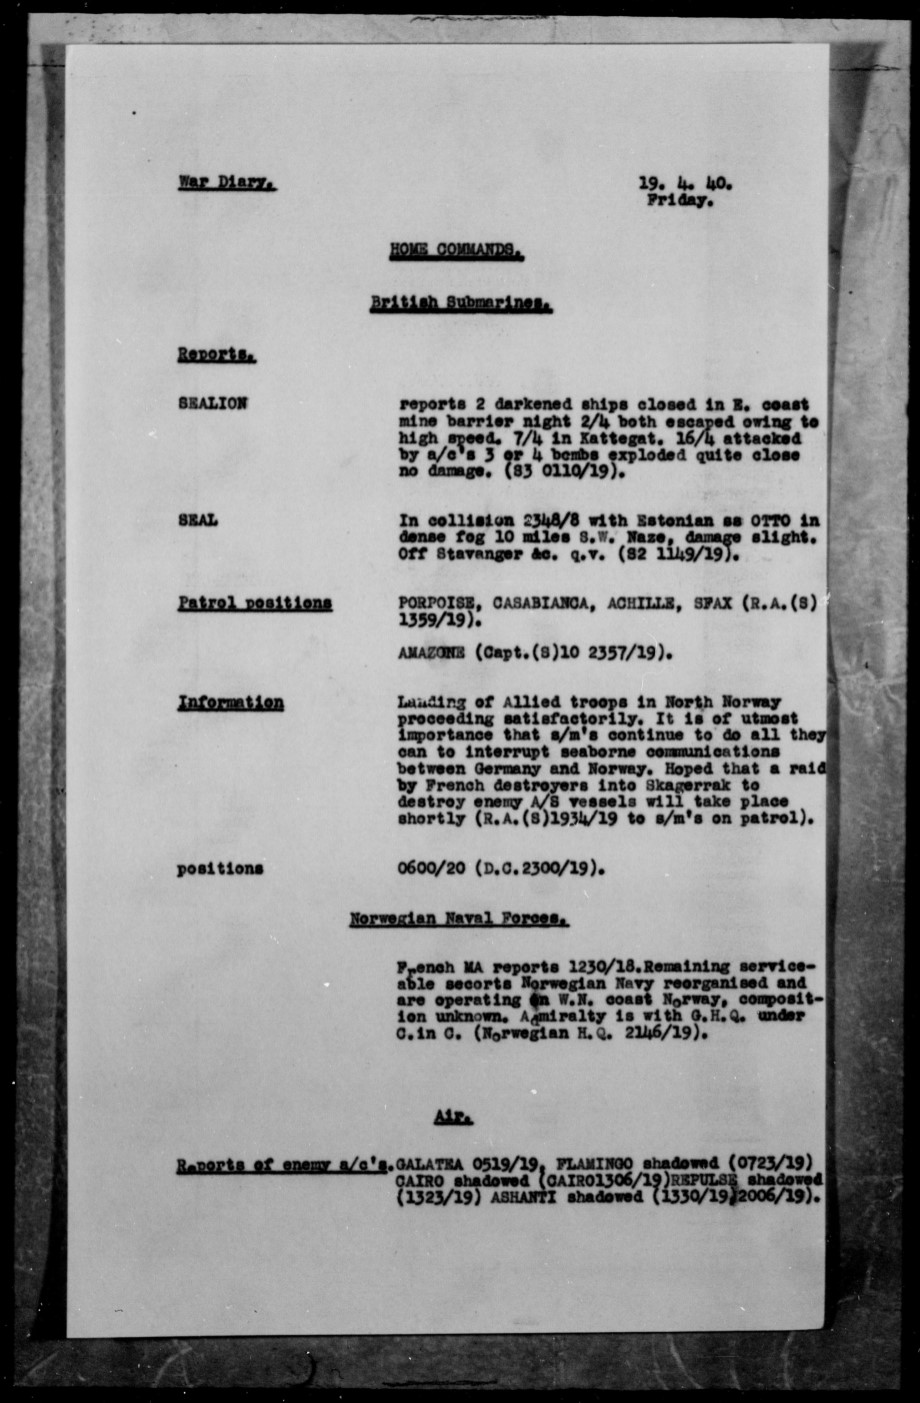 War Diary.
19. 4. 40.
Friday.
HOME COMMANDS.
British Submarines.
Reports.
SEALION
reports 2 darkened ships closed in E. coast
mine barrier night 2/4 both escaped owing to
high speed. 7/4 in Kattegat. 16/4 attacked
by a/c's 3 or 4 bombs exploded quite close
no damage. (S3 0110/19).
SEAL
In collision 2348/8 with Estonian ss OTTO in
dense fog 10 miles S.W. Naze, damage slight.
Off Stavanger &c. q.v. (S2 1149/19).
Patrol positions
PORPOISE, CASABIANCA, ACHILLE, SFAX (R.A.(S)
1359/19).
AMAZONE (Capt.(S)10 2357/19).
Information
Landing of Allied troops in North Norway
proceeding satisfactorily. It is of utmost
importance that s/m's continue to do all they
can to interrupt seaborne communications
between Germany and Norway. Hoped that a raid
by French destroyers into Skagerrak to
destroy enemy A/S vessels will take place
shortly (R.A.(S)1934/19 to s/m's on patrol).
positions
0600/20 (D.C.2300/19).
Norwegian Naval Forces.
French MA reports 1230/18.Remaining service-
able secorts Norwegian Navy reorganised and
are operating on W.N. coast Norway, composit-
ion unknown. Admiralty is with G.H.Q. under
C.in C. (Norwegian H.Q. 2146/19).
Air.
Reports of enemy a/c's.GALATEA 0519/19, FLAMINGO shadowed (0723/19)
CAIRO shadowed (CAIRO1306/19)REPULSE shadowed
(1323/19) ASHANTI shadowed (1330/19,2006/19).